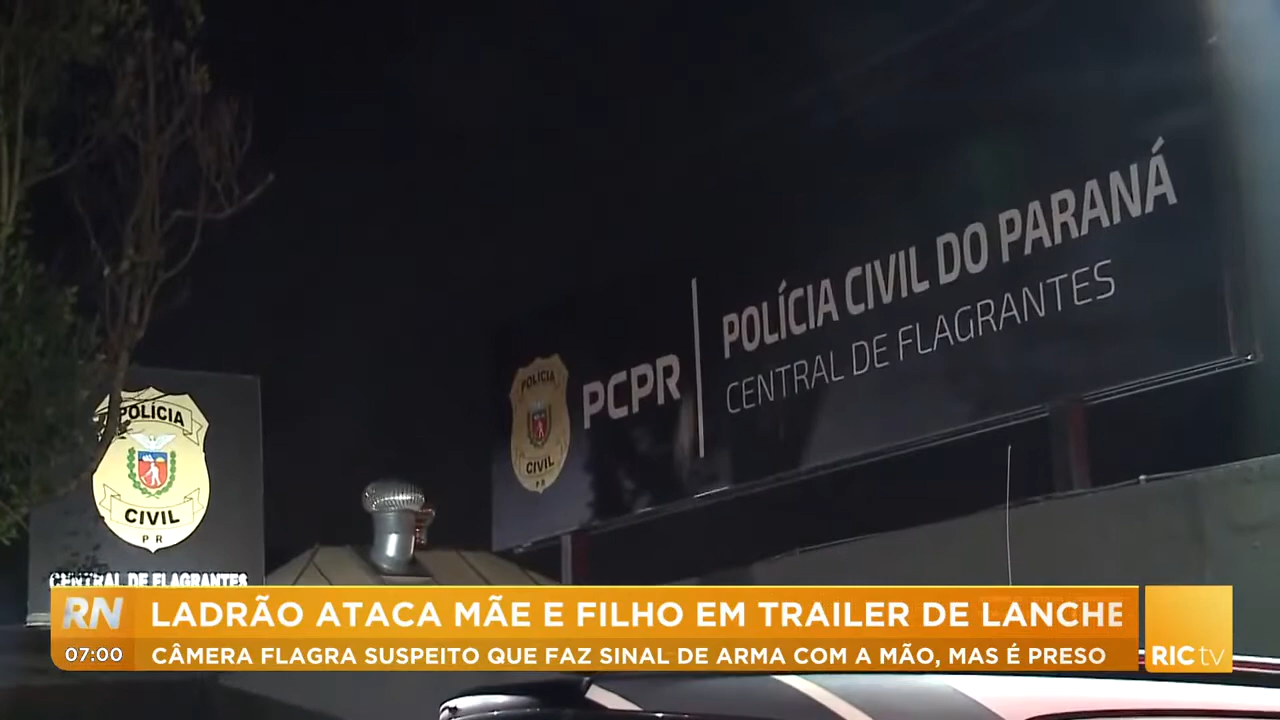 POLÍCIA CIVIL DO PARANÁ
PCPR
CENTRAL DE FLAGRANTES
POLÍCIA
CIVIL
PR
POLÍCIA
CIVIL
PR
CENTRAL DE FLAGRANTES
RN
LADRÃO ATACA MÃE E FILHO EM TRAILER DE LANCHE
07:00
CÂMERA FLAGRA SUSPEITO QUE FAZ SINAL DE ARMA COM A MÃO, MAS É PRESO
RICtv